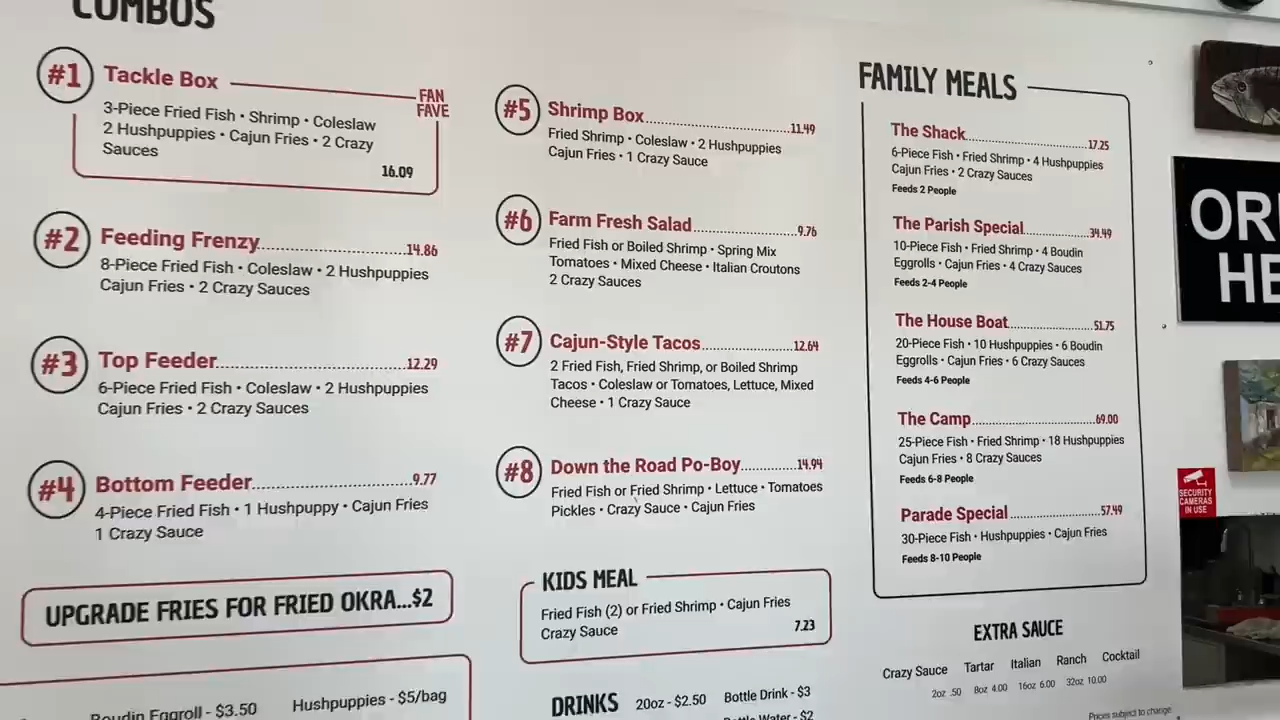 COMBOS
#1 Tackle Box
FAN
FAVE
3-Piece Fried Fish • Shrimp • Coleslaw
2 Hushpuppies • Cajun Fries • 2 Crazy
Sauces
16.09
#2 Feeding Frenzy..............................14.86
8-Piece Fried Fish • Coleslaw • 2 Hushpuppies
Cajun Fries • 2 Crazy Sauces
#3 Top Feeder.......................................12.29
6-Piece Fried Fish • Coleslaw • 2 Hushpuppies
Cajun Fries • 2 Crazy Sauces
#4 Bottom Feeder................................9.77
4-Piece Fried Fish • 1 Hushpuppy • Cajun Fries
1 Crazy Sauce
UPGRADE FRIES FOR FRIED OKRA...$2
Boudin Eggroll - $3.50
Hushpuppies - $5/bag
#5 Shrimp Box..............................11.49
Fried Shrimp • Coleslaw • 2 Hushpuppies
Cajun Fries • 1 Crazy Sauce
#6 Farm Fresh Salad......................9.76
Fried Fish or Boiled Shrimp • Spring Mix
Tomatoes • Mixed Cheese • Italian Croutons
2 Crazy Sauces
#7 Cajun-Style Tacos...................12.64
2 Fried Fish, Fried Shrimp, or Boiled Shrimp
Tacos • Coleslaw or Tomatoes, Lettuce, Mixed
Cheese • 1 Crazy Sauce
#8 Down the Road Po-Boy...........14.94
Fried Fish or Fried Shrimp • Lettuce • Tomatoes
Pickles • Crazy Sauce • Cajun Fries
KIDS MEAL
Fried Fish (2) or Fried Shrimp • Cajun Fries
Crazy Sauce
7.23
DRINKS
20oz - $2.50
Bottle Drink - $3
Bottle Water - $2
FAMILY MEALS
The Shack..............................17.25
6-Piece Fish • Fried Shrimp • 4 Hushpuppies
Cajun Fries • 2 Crazy Sauces
Feeds 2 People
The Parish Special................34.49
10-Piece Fish • Fried Shrimp • 4 Boudin
Eggrolls • Cajun Fries • 4 Crazy Sauces
Feeds 2-4 People
The House Boat.....................51.75
20-Piece Fish • 10 Hushpuppies • 6 Boudin
Eggrolls • Cajun Fries • 6 Crazy Sauces
Feeds 4-6 People
The Camp..............................69.00
25-Piece Fish • Fried Shrimp • 18 Hushpuppies
Cajun Fries • 8 Crazy Sauces
Feeds 6-8 People
Parade Special......................57.49
30-Piece Fish • Hushpuppies • Cajun Fries
Feeds 8-10 People
EXTRA SAUCE
Crazy Sauce Tartar Italian Ranch Cocktail
2oz .50 8oz 4.00 16oz 6.00 32oz 10.00
Prices subject to change.
OR
HE
SECURITY
CAMERAS
IN USE